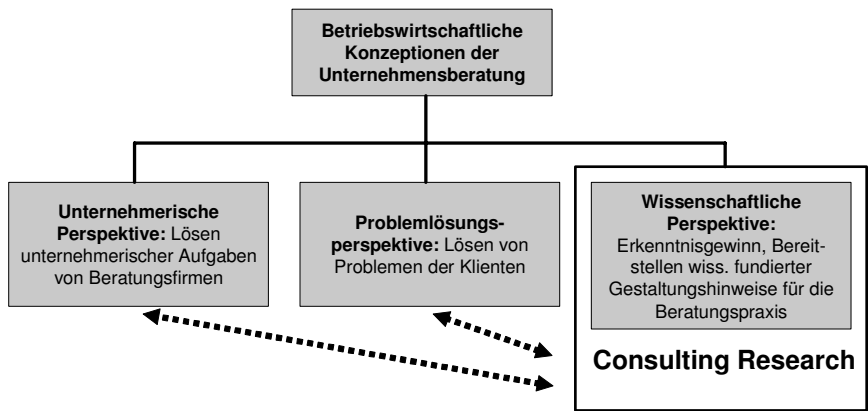 Betriebswirtschaftliche
Konzeptionen der
Unternehmensberatung
Unternehmerische
Perspektive: Lösen
unternehmerischer Aufgaben
von Beratungsfirmen
Problemlösungs-
perspektive: Lösen von
Problemen der Klienten
Wissenschaftliche
Perspektive:
Erkenntnisgewinn, Bereit-
stellen wiss. fundierter
Gestaltungshinweise für die
Beratungspraxis
Consulting Research